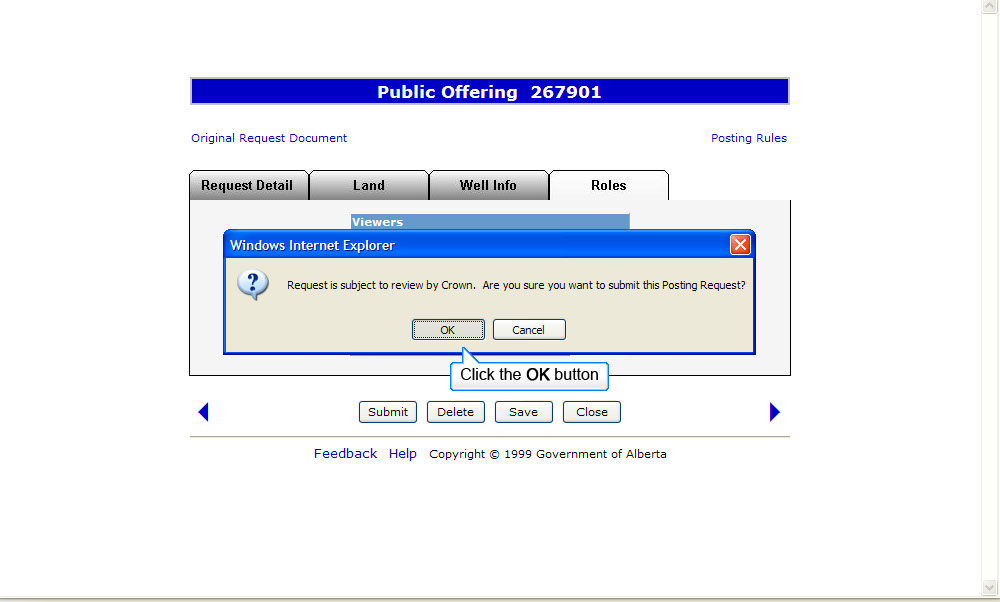 Public Offering 267901
Original Request Document
Posting Rules
Request Detail
Land
Well Info
Roles
Viewers
Windows Internet Explorer
?
Request is subject to review by Crown. Are you sure you want to submit this Posting Request?
OK
Cancel
Click the OK button
Submit
Delete
Save
Close
Feedback Help Copyright © 1999 Government of Alberta